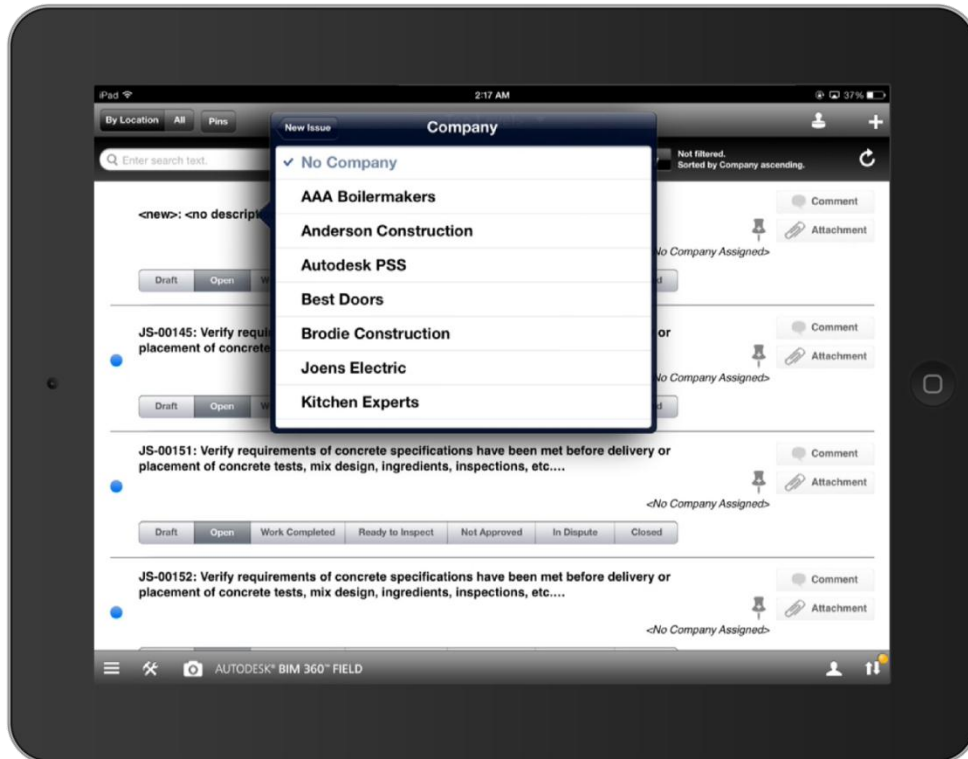 iPad
2:17 AM
37%
By Location All Pins
Enter search text.
Not filtered.
Sorted by Company ascending.
New Issue
Company
No Company
AAA Boilermakers
Anderson Construction
Autodesk PSS
Best Doors
Brodie Construction
Joens Electric
Kitchen Experts
<new>: <no descript
Comment
Attachment
No Company Assigned>
Draft Open
JS-00145: Verify requi or
placement of concrete
Comment
Attachment
No Company Assigned>
Draft Open
JS-00151: Verify requirements of concrete specifications have been met before delivery or
placement of concrete tests, mix design, ingredients, inspections, etc....
Comment
Attachment
<No Company Assigned>
Draft Open Work Completed Ready to Inspect Not Approved In Dispute Closed
JS-00152: Verify requirements of concrete specifications have been met before delivery or
placement of concrete tests, mix design, ingredients, inspections, etc....
Comment
Attachment
<No Company Assigned>
AUTODESK® BIM 360™ FIELD